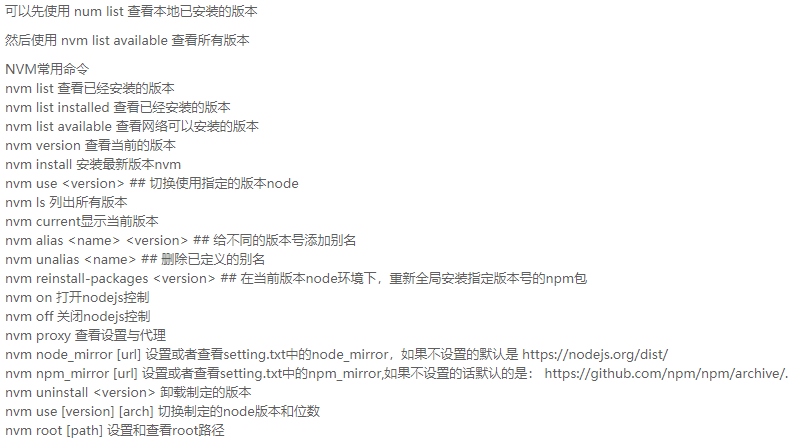 可以先使用 num list 查看本地已安装的版本
然后使用 nvm list available 查看所有版本
NVM常用命令
nvm list 查看已经安装的版本
nvm list installed 查看已经安装的版本
nvm list available 查看网络可以安装的版本
nvm version 查看当前的版本
nvm install 安装最新版本nvm
nvm use <version> ## 切换使用指定的版本node
nvm ls 列出所有版本
nvm current显示当前版本
nvm alias <name> <version> ## 给不同的版本号添加别名
nvm unalias <name> ## 删除已定义的别名
nvm reinstall-packages <version> ## 在当前版本node环境下，重新全局安装指定版本号的npm包
nvm on 打开nodejs控制
nvm off 关闭nodejs控制
nvm proxy 查看设置与代理
nvm node_mirror [url] 设置或者查看setting.txt中的node_mirror，如果不设置的默认是 https://nodejs.org/dist/
nvm npm_mirror [url] 设置或者查看setting.txt中的npm_mirror,如果不设置的话默认的是： https://github.com/npm/npm/archive/.
nvm uninstall <version> 卸载制定的版本
nvm use [version] [arch] 切换制定的node版本和位数
nvm root [path] 设置和查看root路径